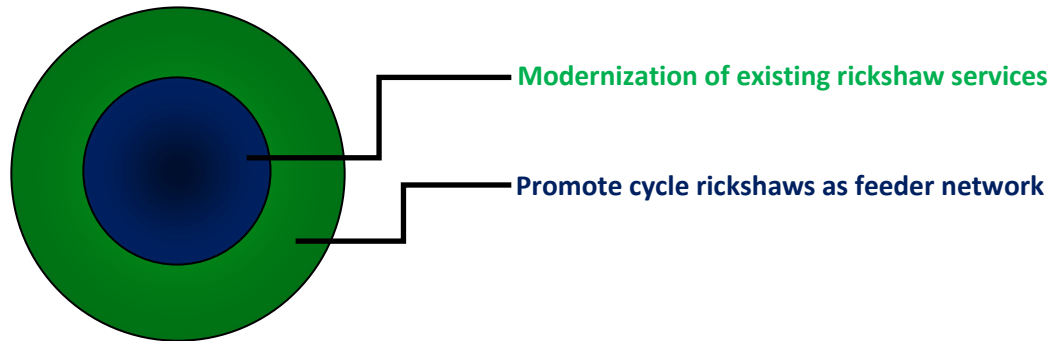 Modernization of existing rickshaw services
Promote cycle rickshaws as feeder network